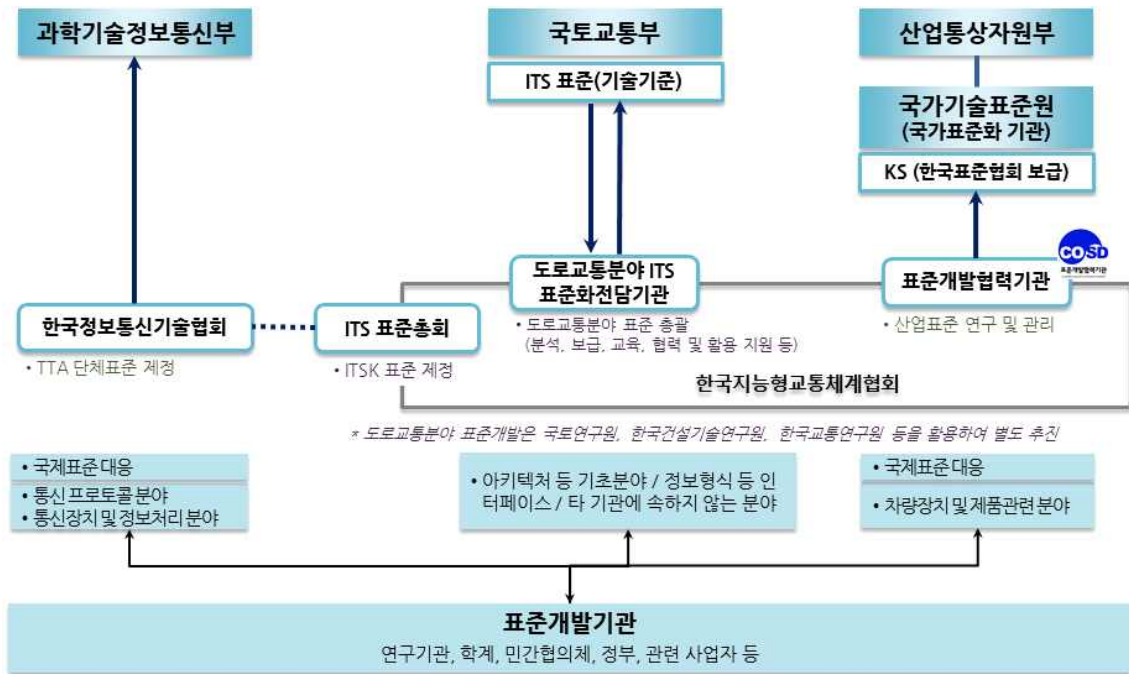 과학기술정보통신부
국토교통부
산업통상자원부
ITS 표준(기술기준)
국가기술표준원
(국가표준화 기관)
KS (한국표준협회 보급)
COSD
표준개발협력기관
도로교통분야 ITS
표준화전담기관
표준개발협력기관
한국정보통신기술협회
ITS 표준총회
• 도로교통분야 표준 총괄
(분석, 보급, 교육, 협력 및 활용 지원 등)
• 산업표준 연구 및 관리
• TTA 단체표준 제정
• ITSK 표준 제정
한국지능형교통체계협회
* 도로교통분야 표준개발은 국토연구원, 한국건설기술연구원, 한국교통연구원 등을 활용하여 별도 추진
• 국제표준 대응
• 통신 프로토콜 분야
• 통신장치 및 정보처리 분야
• 아키텍처 등 기초분야 / 정보형식 등 인
터페이스 / 타 기관에 속하지 않는 분야
• 국제표준 대응
• 차량장치 및 제품관련 분야
표준개발기관
연구기관, 학계, 민간협의체, 정부, 관련 사업자 등